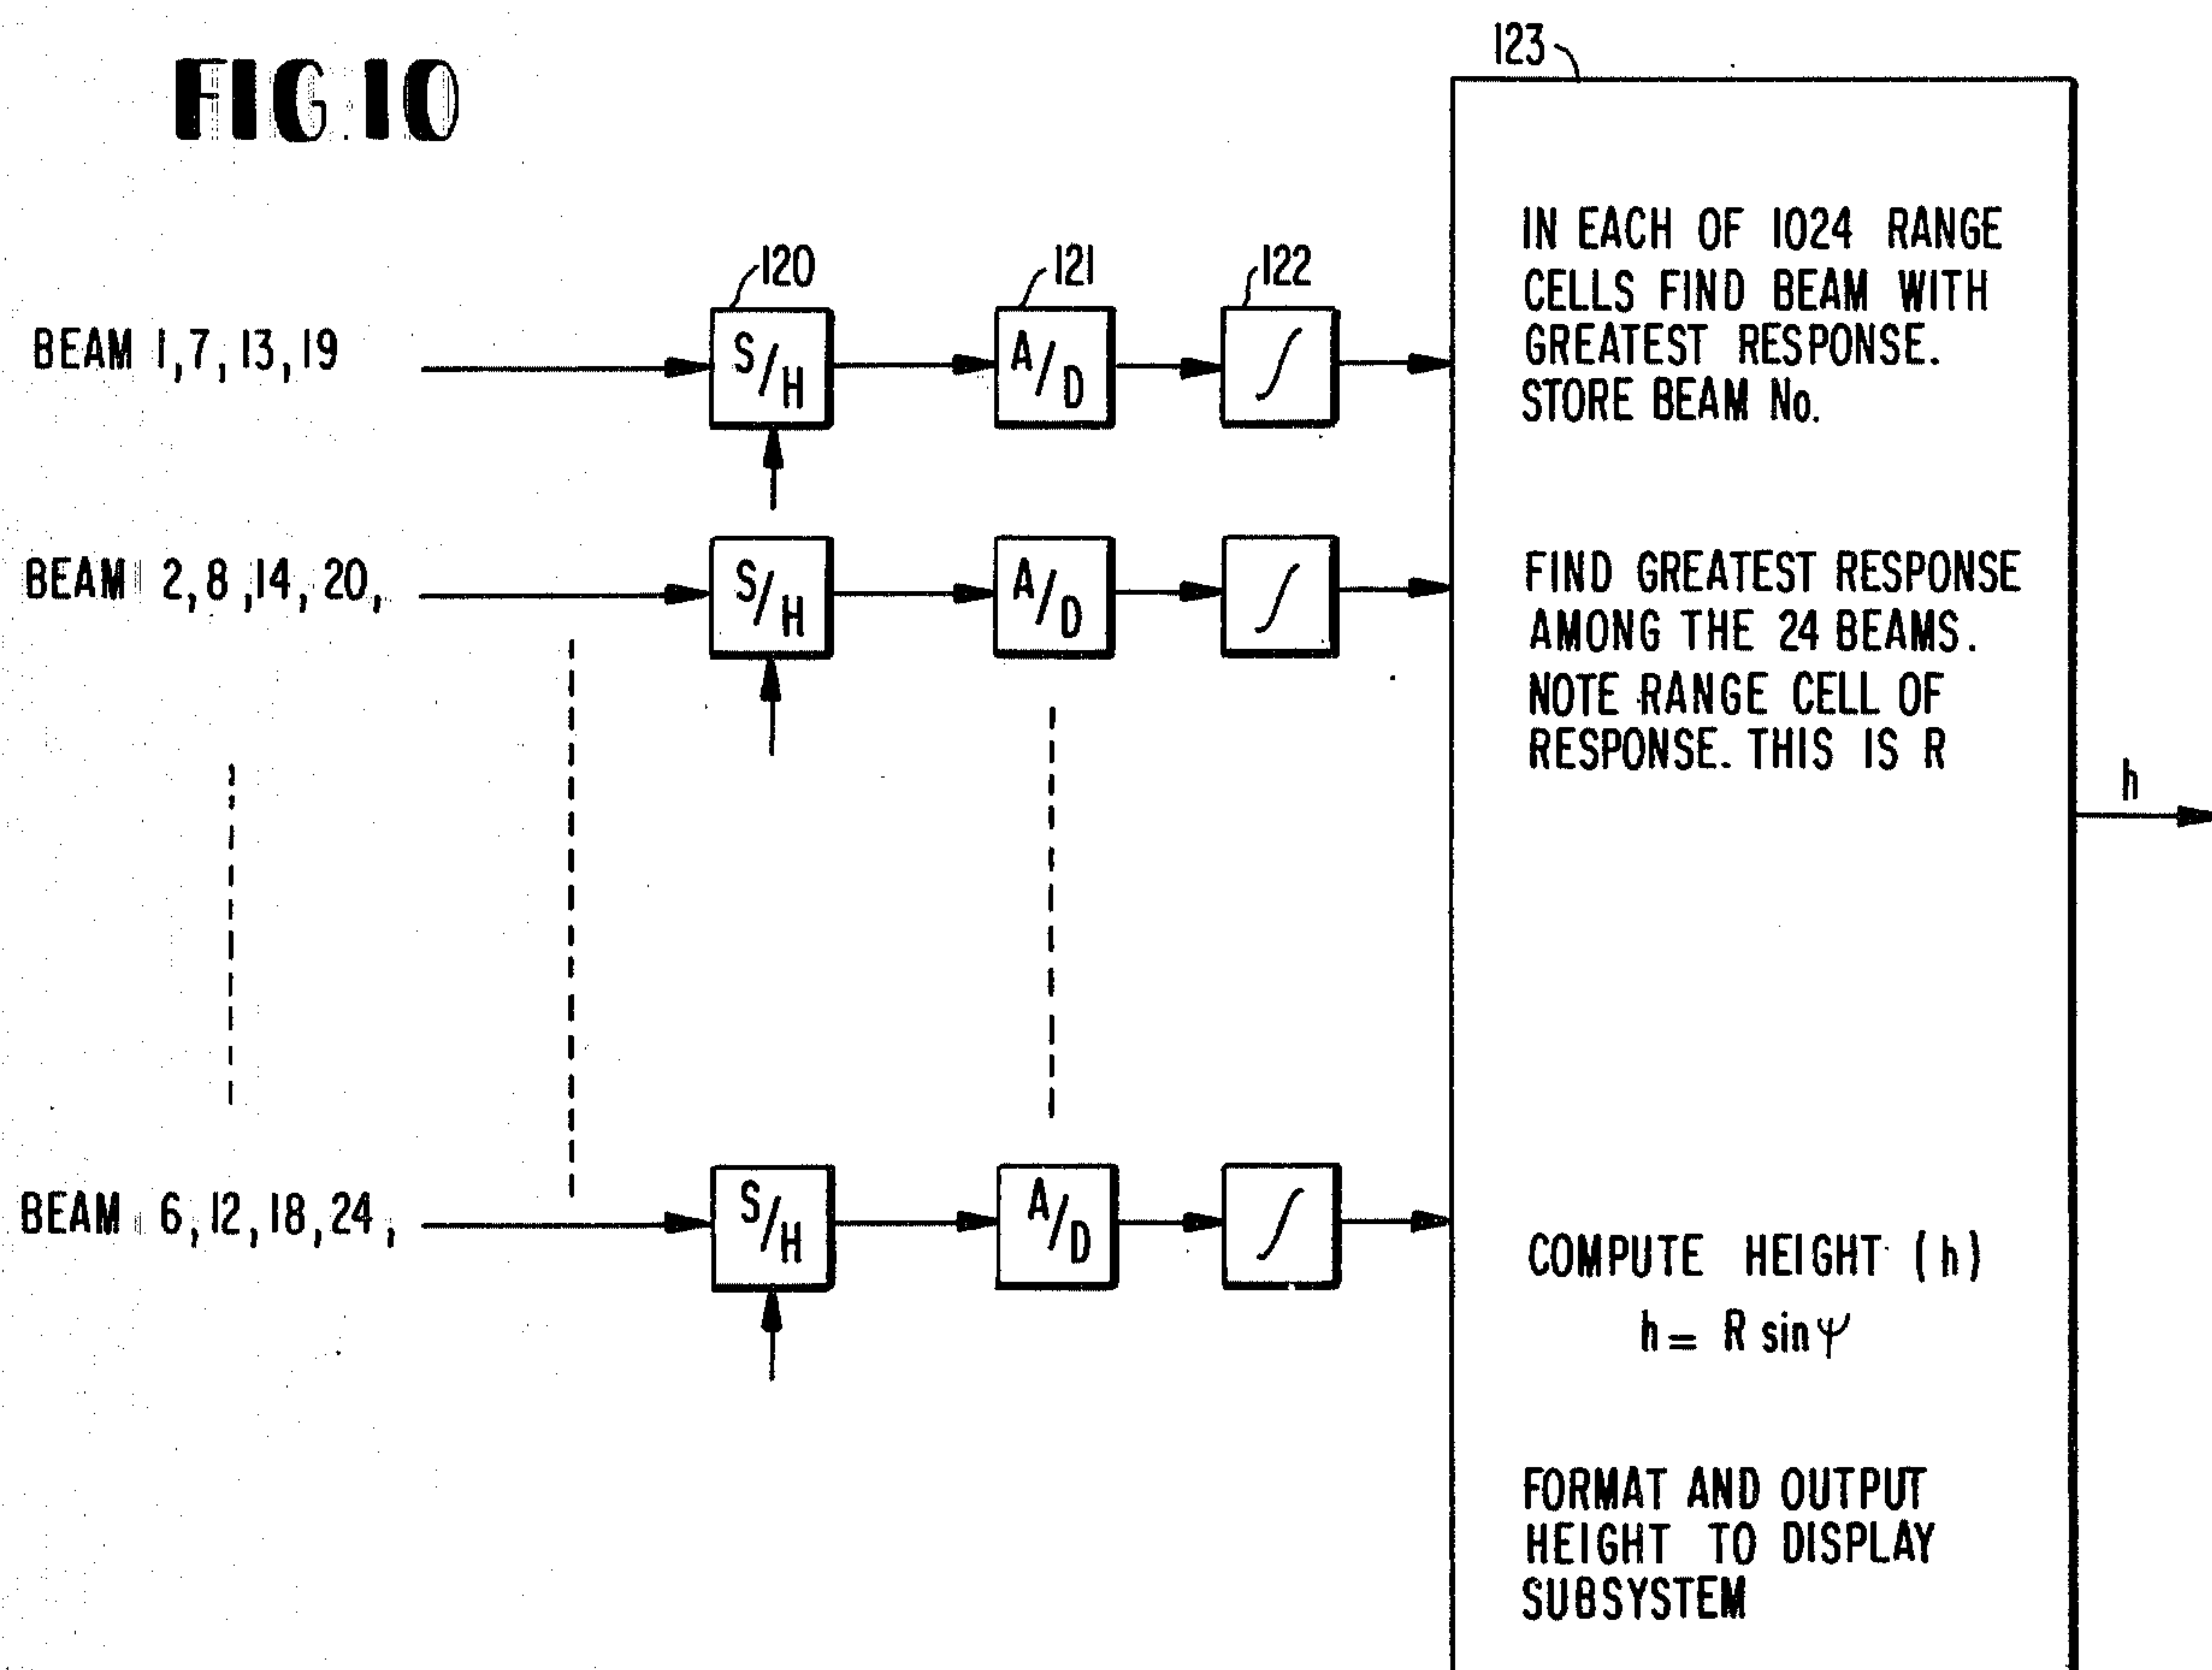 FIG. 10
123
120
121
122
BEAM 1, 7, 13, 19
S/H
A/D
∫
BEAM 2, 8, 14, 20,
S/H
A/D
∫
BEAM 6, 12, 18, 24,
S/H
A/D
∫
IN EACH OF 1024 RANGE
CELLS FIND BEAM WITH
GREATEST RESPONSE.
STORE BEAM No.
FIND GREATEST RESPONSE
AMONG THE 24 BEAMS.
NOTE RANGE CELL OF
RESPONSE. THIS IS R
COMPUTE HEIGHT (h)
h = R sin ψ
FORMAT AND OUTPUT
HEIGHT TO DISPLAY
SUBSYSTEM
h